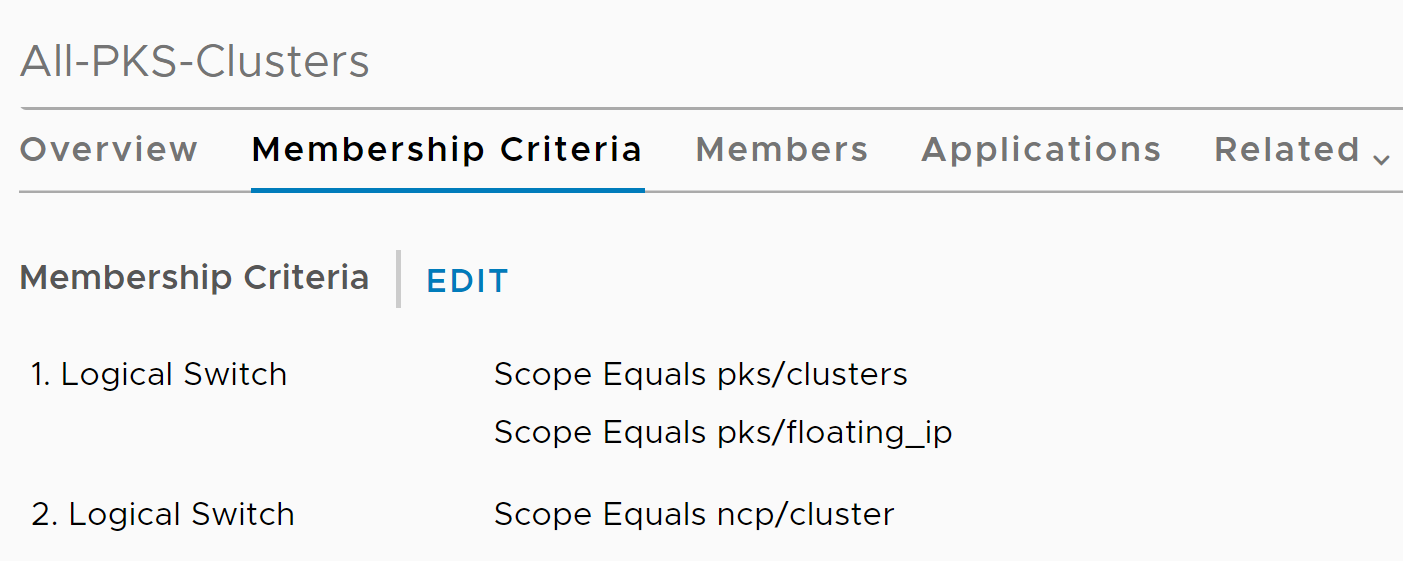 All-PKS-Clusters
Overview Membership Criteria Members Applications Related
Membership Criteria EDIT
1. Logical Switch Scope Equals pks/clusters
Scope Equals pks/floating_ip
2. Logical Switch Scope Equals ncp/cluster